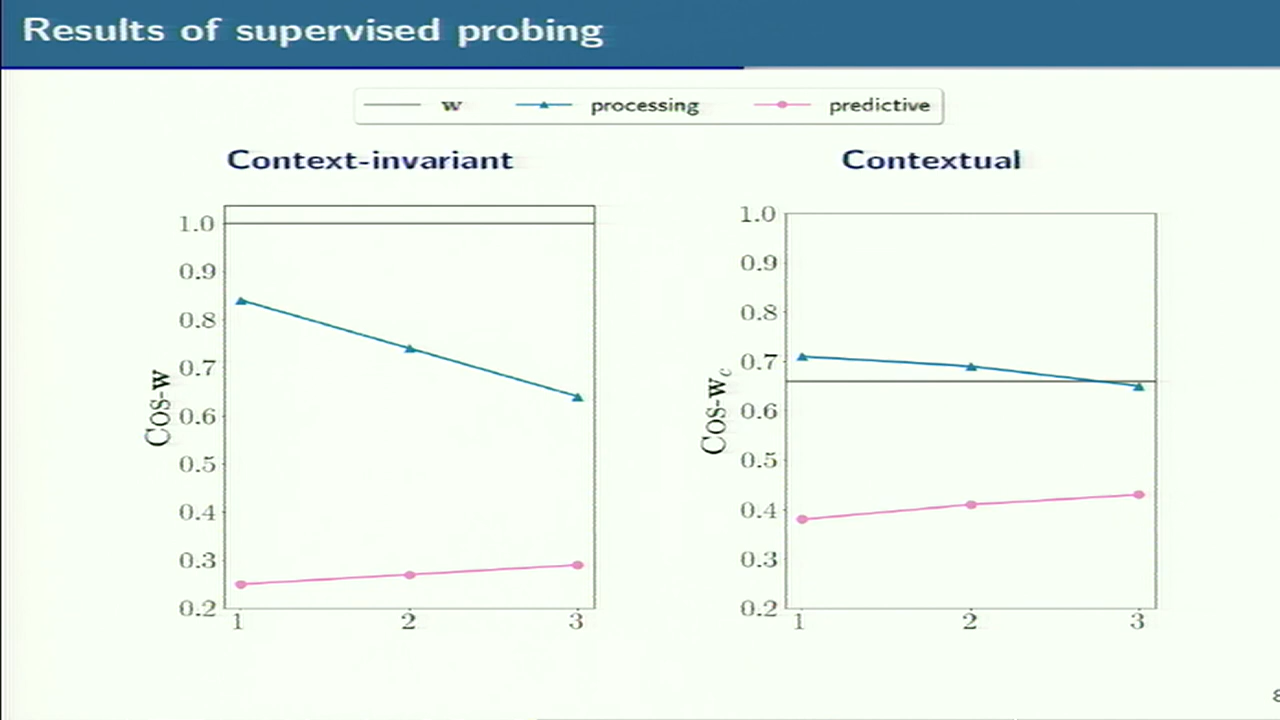 Results of supervised probing
w processing predictive
Context-invariant
Contextual
1.0
0.9
0.8
0.7
0.6
0.5
0.4
0.3
0.2
1 2 3
Cos-w
1.0
0.9
0.8
0.7
0.6
0.5
0.4
0.3
0.2
1 2 3
Cos-w_c